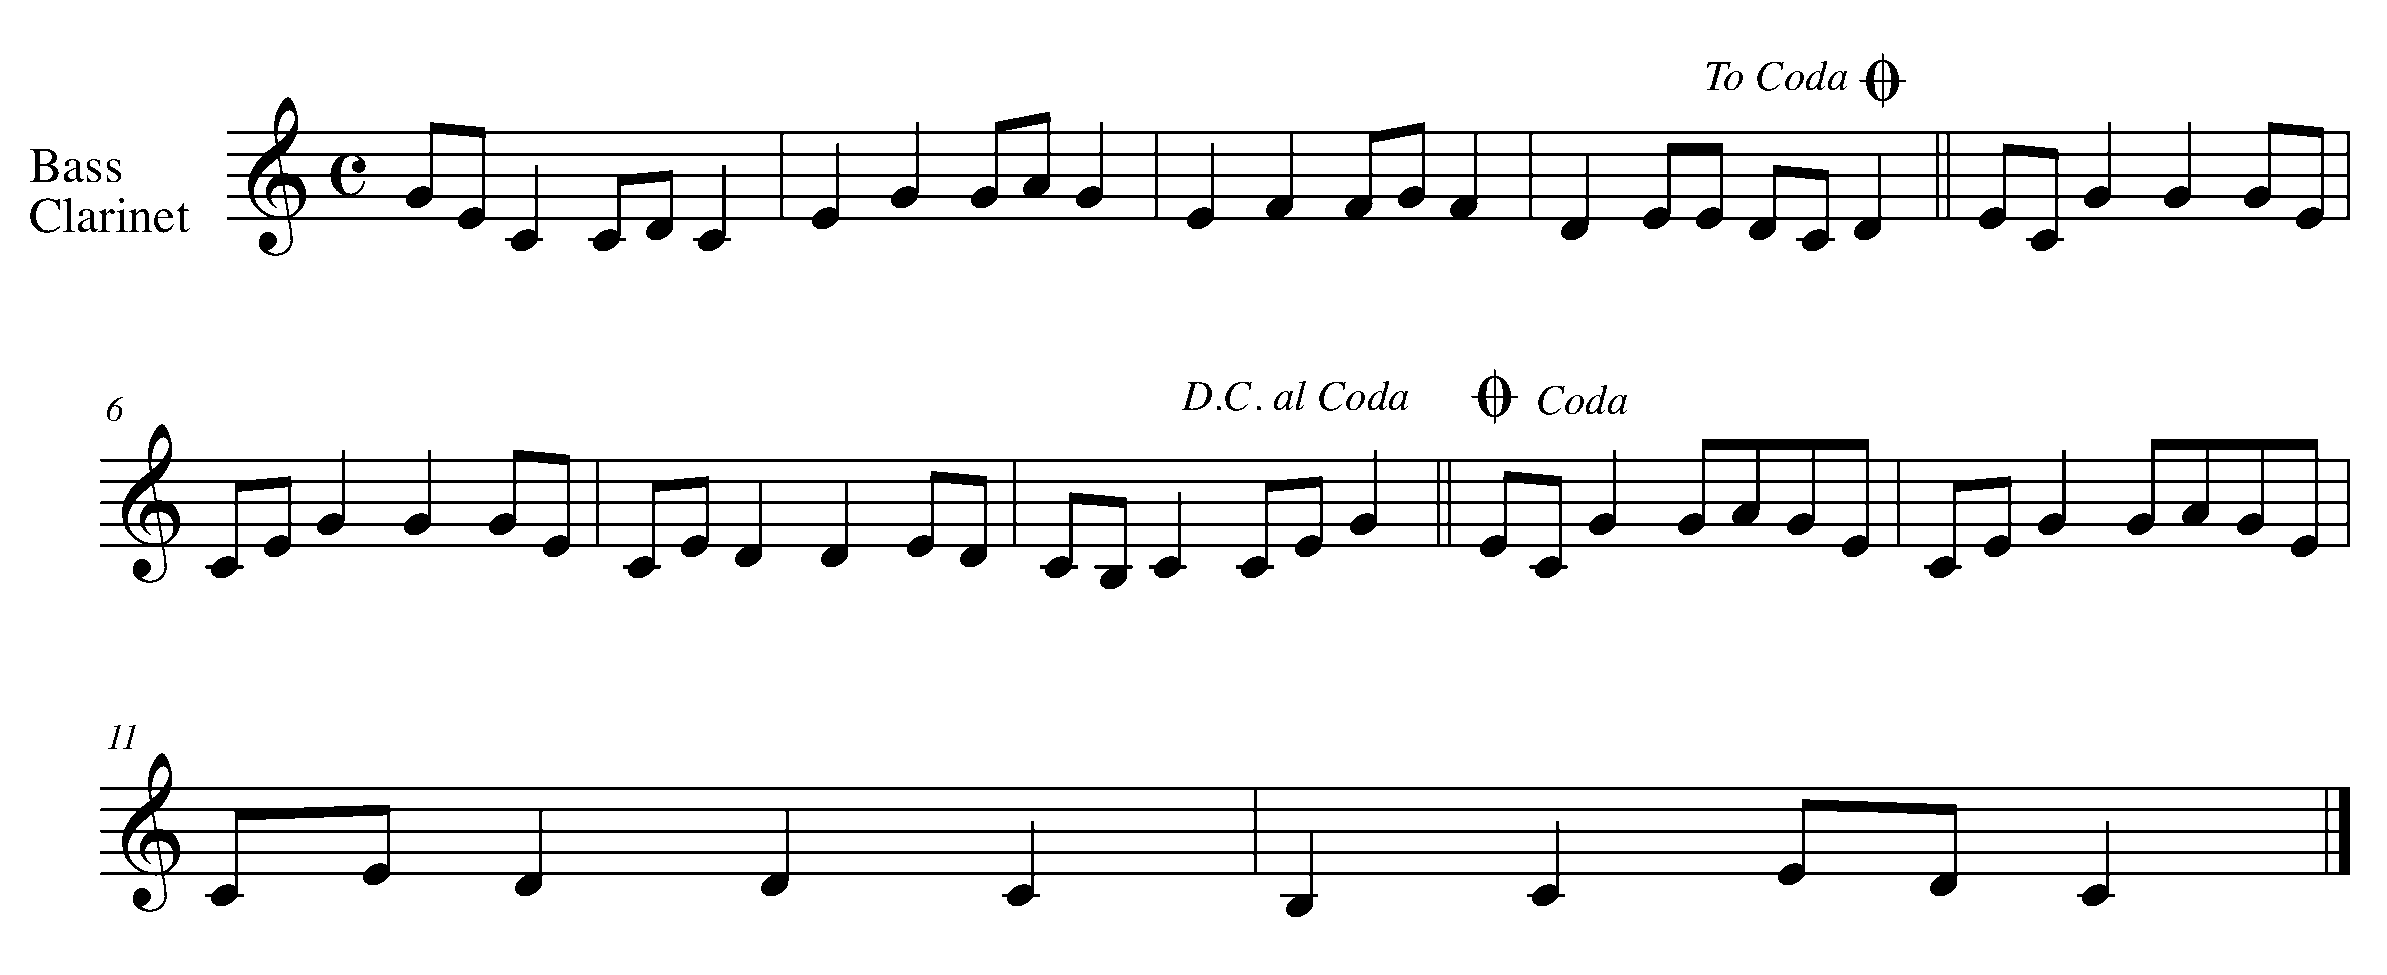 To Coda
Bass
Clarinet
6
D.C. al Coda Coda
11